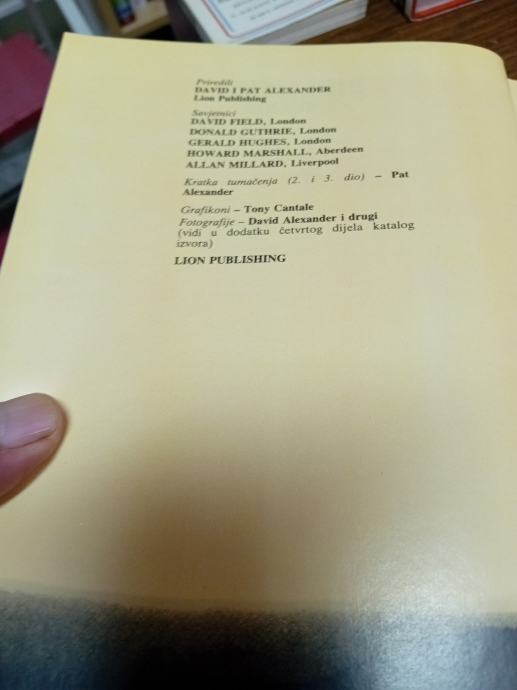 Priredili
DAVID I PAT ALEXANDER
Lion Publishing
Savjetnici
DAVID FIELD, London
DONALD GUTHRIE, London
GERALD HUGHES, London
HOWARD MARSHALL, Aberdeen
ALLAN MILLARD, Liverpool
Kratka tumačenja (2. i 3. dio) – Pat
Alexander
Grafikoni – Tony Cantale
Fotografije – David Alexander i drugi
(vidi u dodatku četvrtog dijela katalog
izvora)
LION PUBLISHING